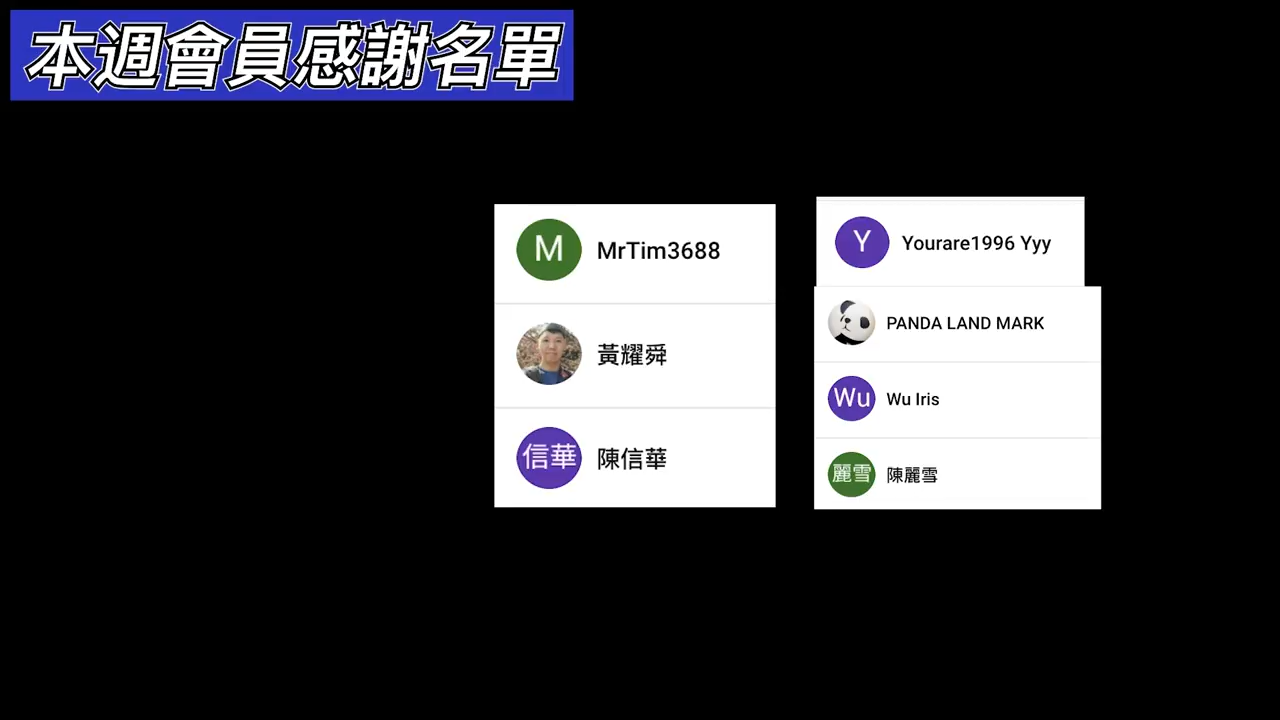 本週會員感謝名單
M MrTim3688
黃耀舜
信華 陳信華
Y Yourare1996 Yyy
PANDA LAND MARK
Wu Wu Iris
麗雪 陳麗雪